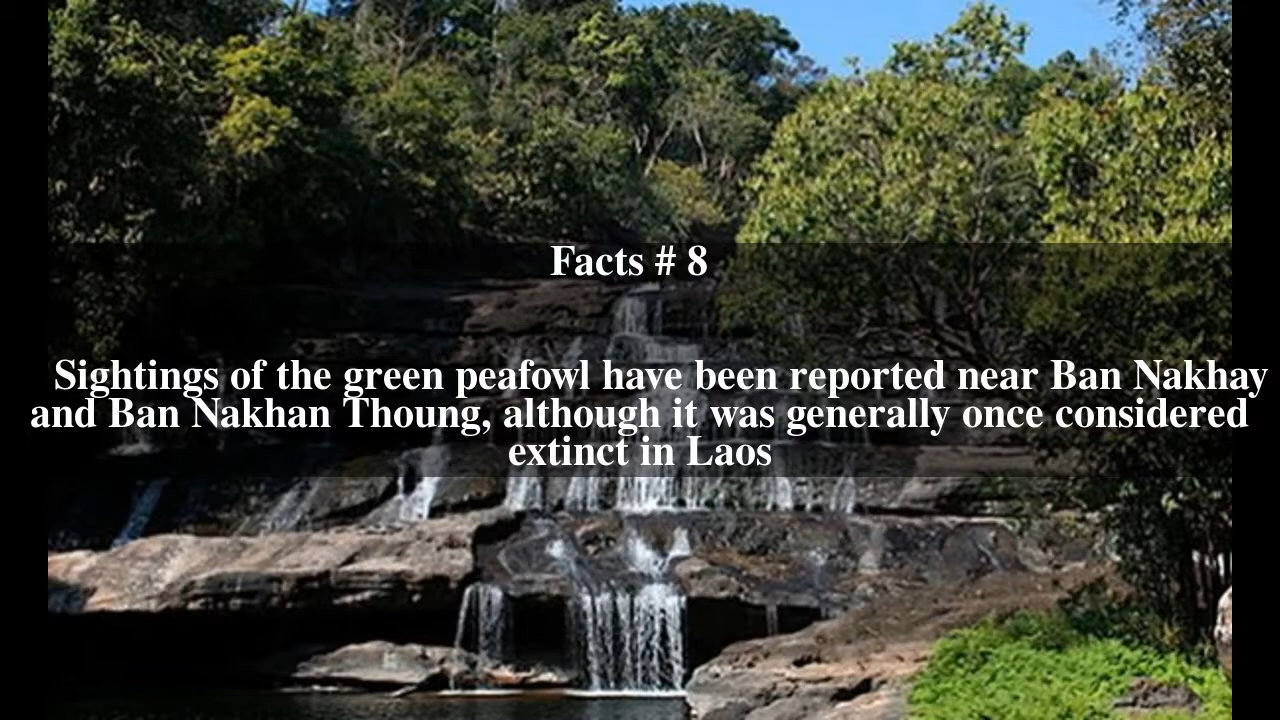 Facts # 8
Sightings of the green peafowl have been reported near Ban Nakhay
and Ban Nakhan Thoung, although it was generally once considered
extinct in Laos